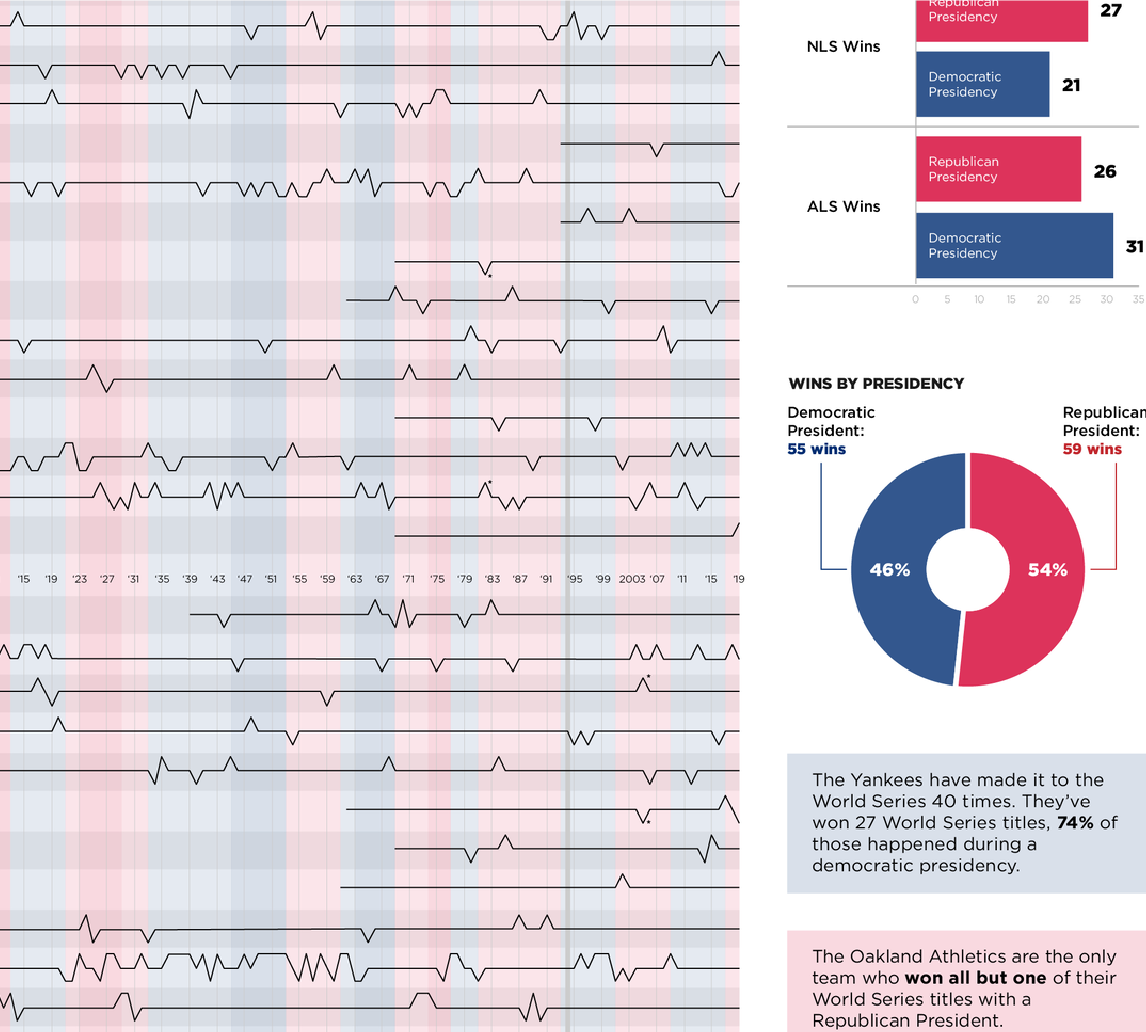 Republican
Presidency
27
NLS Wins
Democratic
Presidency
21
Republican
Presidency
26
ALS Wins
Democratic
Presidency
31
0 5 10 15 20 25 30 35
WINS BY PRESIDENCY
Democratic
President:
55 wins
Republican
President:
59 wins
46%
54%
*
*
'15 '19 '23 '27 '31 '35 '39 '43 '47 '51 '55 '59 '63 '67 '71 '75 '79 '83 '87 '91 '95 '99 2003 '07 '11 '15 '19
*
*
The Yankees have made it to the
World Series 40 times. They've
won 27 World Series titles, 74% of
those happened during a
democratic presidency.
The Oakland Athletics are the only
team who won all but one of their
World Series titles with a
Republican President.